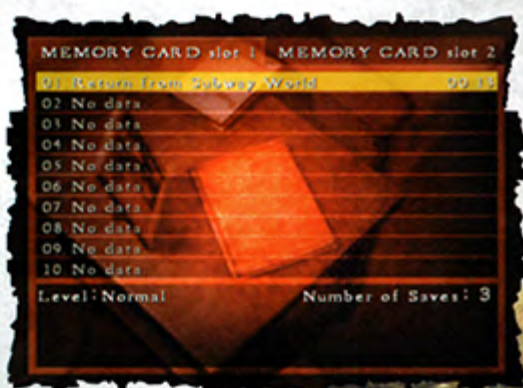 MEMORY CARD slot 1 MEMORY CARD slot 2
01 Return from Subway World 00:13
02 No data
03 No data
04 No data
05 No data
06 No data
07 No data
08 No data
09 No data
10 No data
Level:Normal Number of Saves: 3